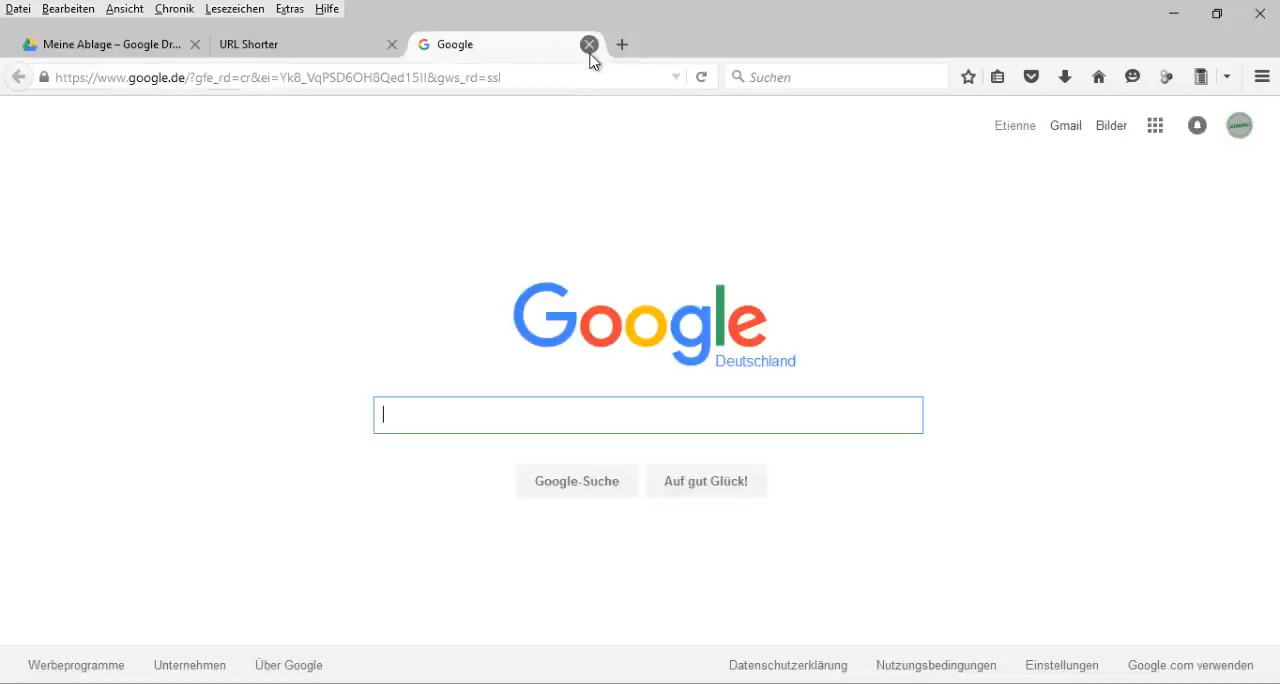 Datei Bearbeiten Ansicht Chronik Lesezeichen Extras Hilfe
Meine Ablage – Google Dr... URL Shorter Google
https://www.google.de/?gfe_rd=cr&ei=Yk8_VqPSD6OH8Qed15II&gws_rd=ssl Suchen
Etienne Gmail Bilder
Google
Deutschland
Google-Suche Auf gut Glück!
Werbeprogramme Unternehmen Über Google Datenschutzerklärung Nutzungsbedingungen Einstellungen Google.com verwenden